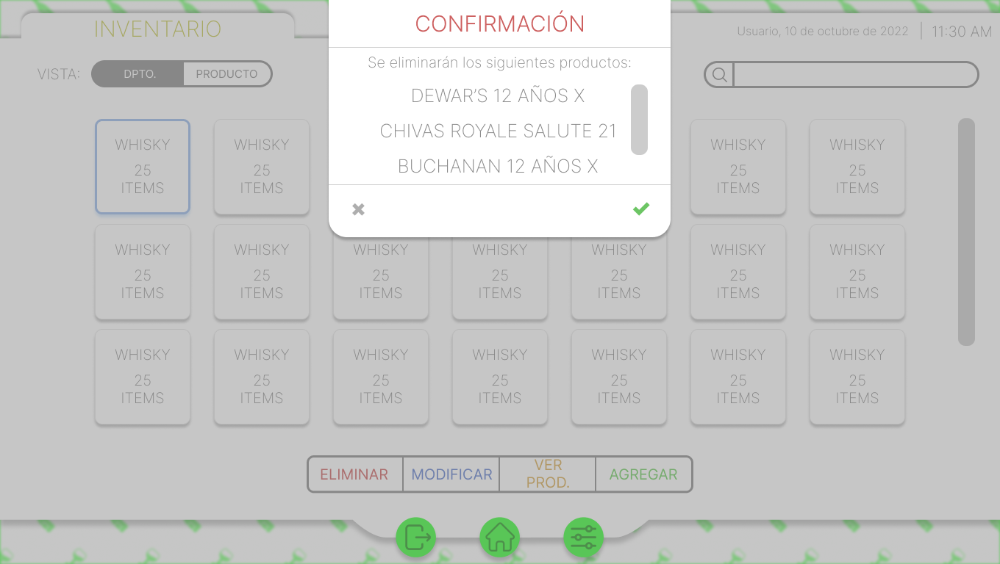 INVENTARIO
CONFIRMACIÓN
Usuario, 10 de octubre de 2022 11:30 AM
VISTA: DPTO. PRODUCTO
Se eliminarán los siguientes productos:
DEWAR’S 12 AÑOS X
CHIVAS ROYALE SALUTE 21
BUCHANAN 12 AÑOS X
WHISKY WHISKY WHISKY WHISKY
25 25 25 25
ITEMS ITEMS ITEMS ITEMS
WHISKY WHISKY WHISKY WHISKY WHISKY WHISKY WHISKY
25 25 25 25 25 25 25
ITEMS ITEMS ITEMS ITEMS ITEMS ITEMS ITEMS
WHISKY WHISKY WHISKY WHISKY WHISKY WHISKY WHISKY
25 25 25 25 25 25 25
ITEMS ITEMS ITEMS ITEMS ITEMS ITEMS ITEMS
ELIMINAR MODIFICAR VER PROD. AGREGAR